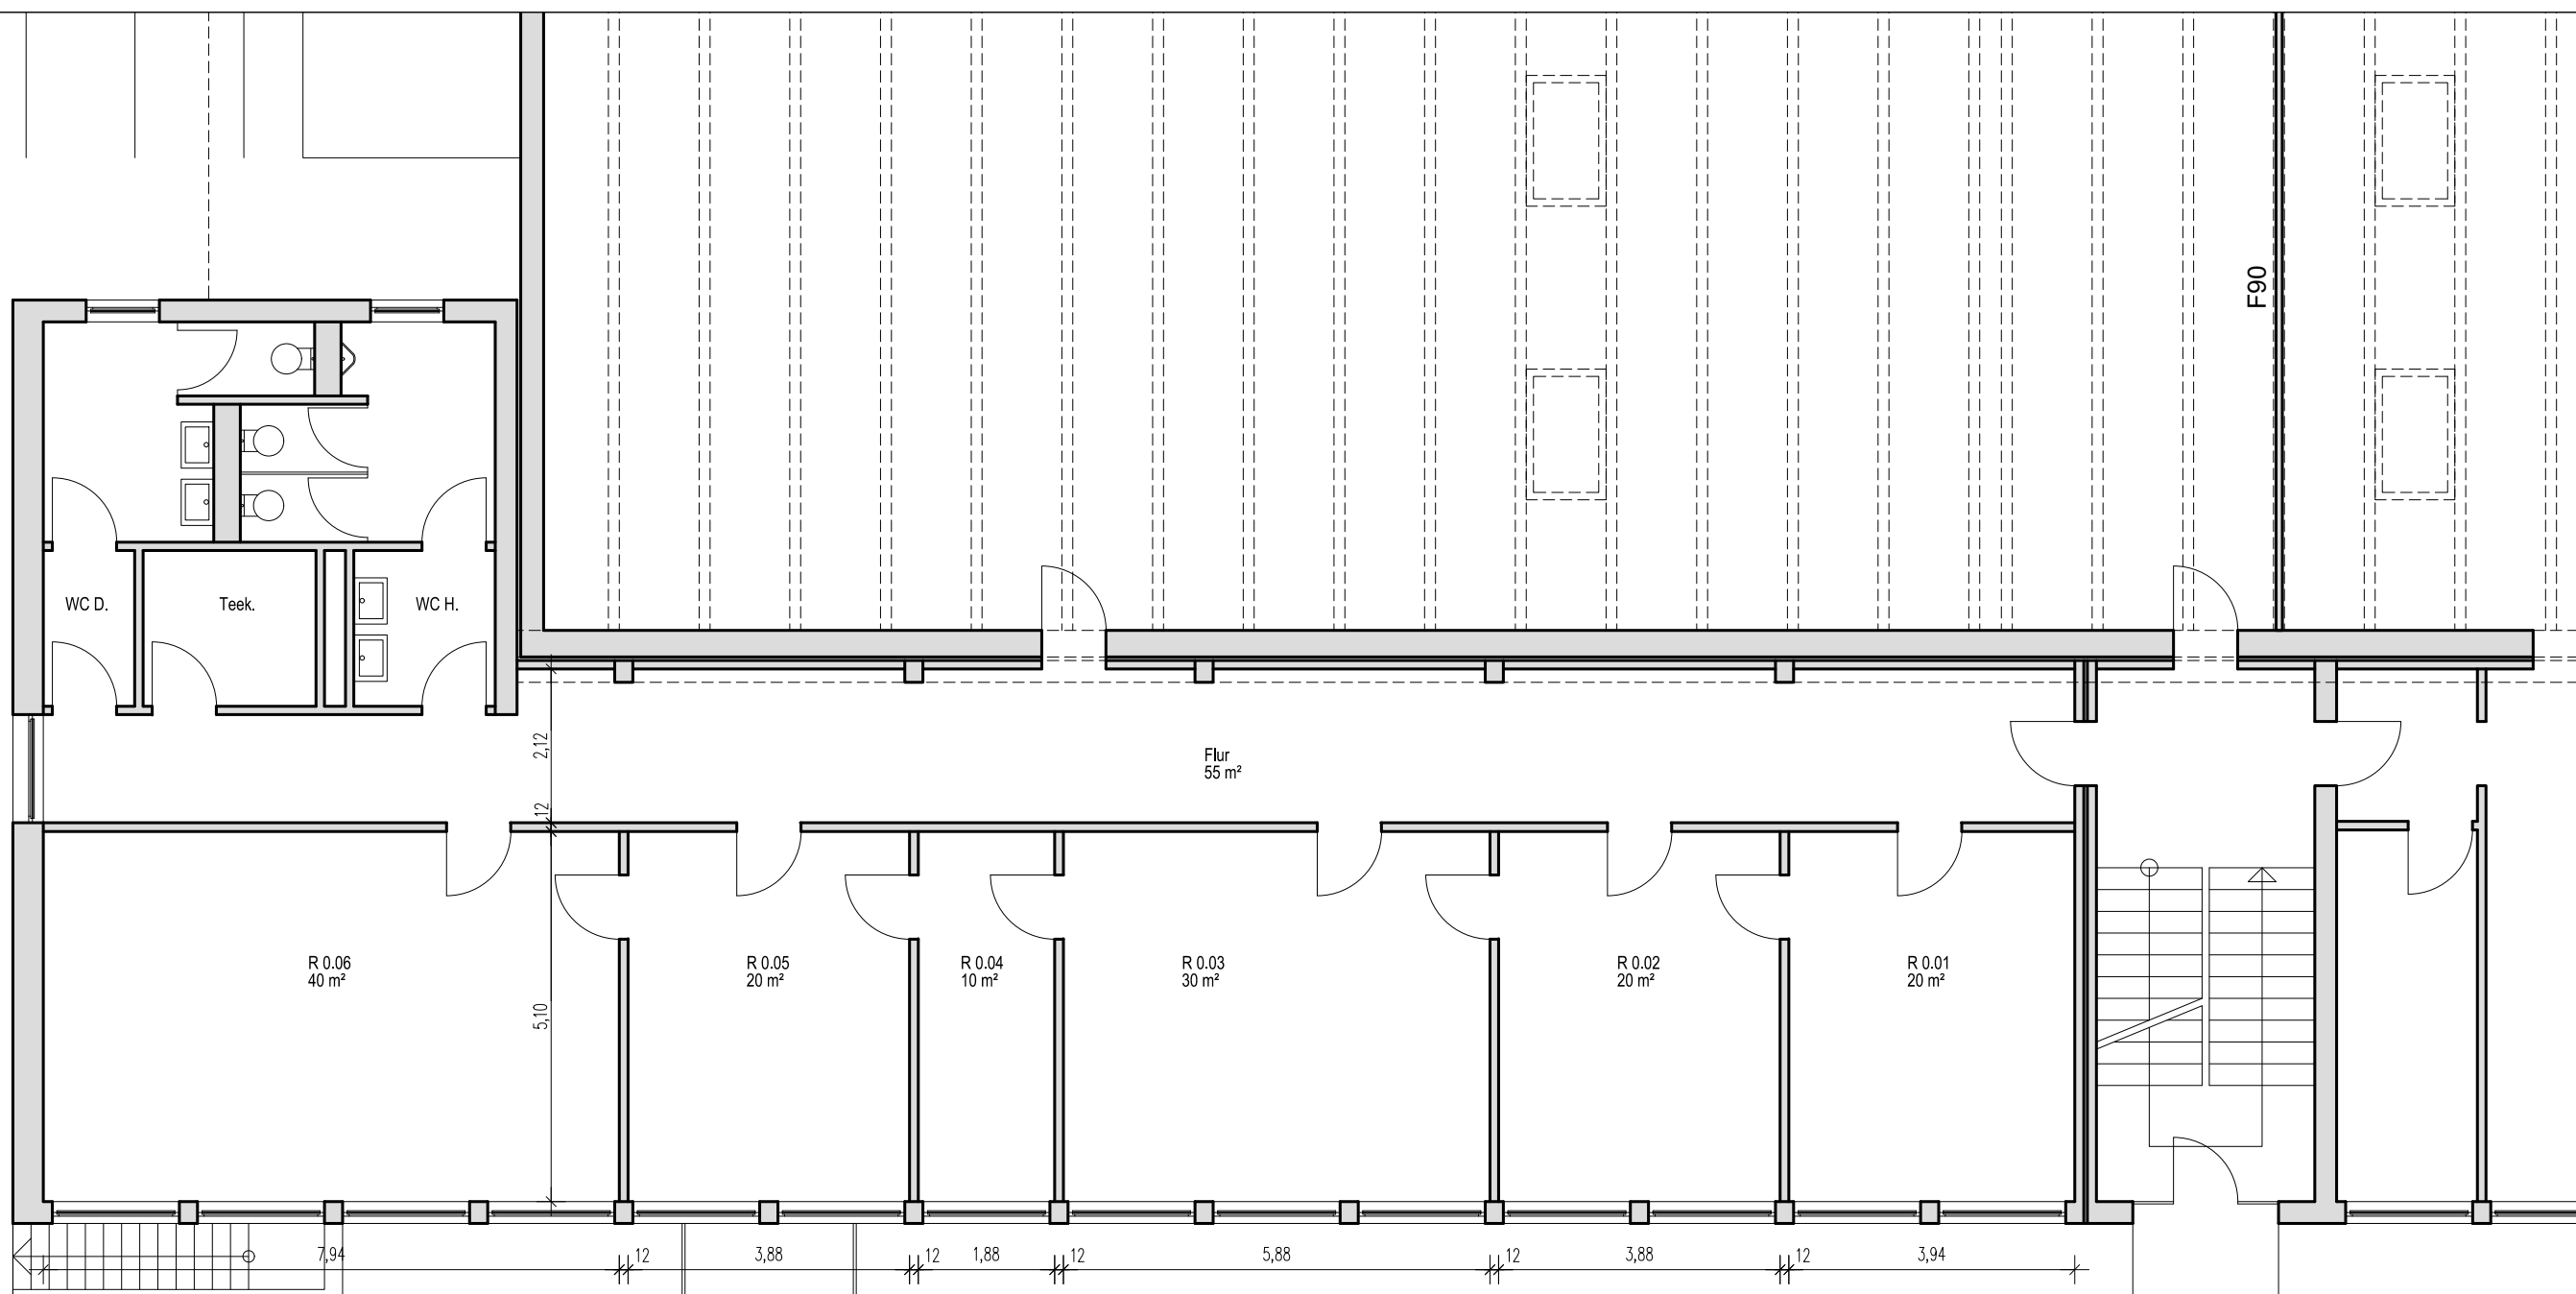 F90
WC D.
Teek.
WC H.
2,12
Flur
55 m²
12
R 0.06
40 m²
R 0.05
20 m²
R 0.04
10 m²
R 0.03
30 m²
R 0.02
20 m²
R 0.01
20 m²
5,10
7,94
12
3,88
12
1,88
12
5,88
12
3,88
12
3,94